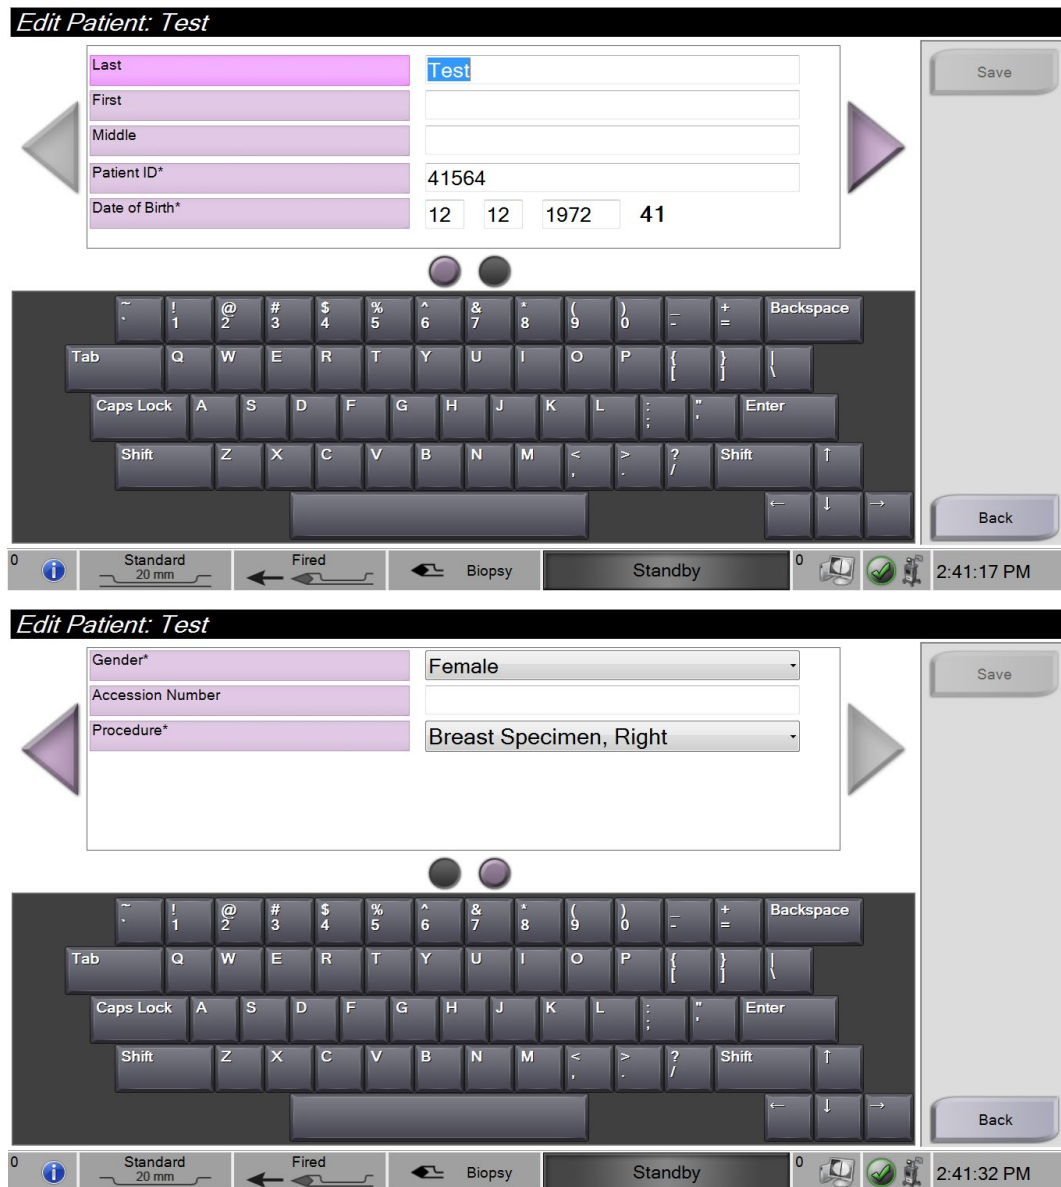 Edit Patient: Test
Last Test Save
First
Middle
Patient ID* 41564
Date of Birth* 12 12 1972 41
~ ! @ # $ % ^ & * ( ) _ + Backspace
` 1 2 3 4 5 6 7 8 9 0 - =
Tab Q W E R T Y U I O P { } |
[ ] \
Caps Lock A S D F G H J K L : " Enter
; '
Shift Z X C V B N M < > ? Shift ↑
, . /
← ↓ →
Back
0 Standard 20 mm Fired Biopsy Standby 0 2:41:17 PM
Edit Patient: Test
Gender* Female Save
Accession Number
Procedure* Breast Specimen, Right
~ ! @ # $ % ^ & * ( ) _ + Backspace
` 1 2 3 4 5 6 7 8 9 0 - =
Tab Q W E R T Y U I O P { } |
[ ] \
Caps Lock A S D F G H J K L : " Enter
; '
Shift Z X C V B N M < > ? Shift ↑
, . /
← ↓ →
Back
0 Standard 20 mm Fired Biopsy Standby 0 2:41:32 PM